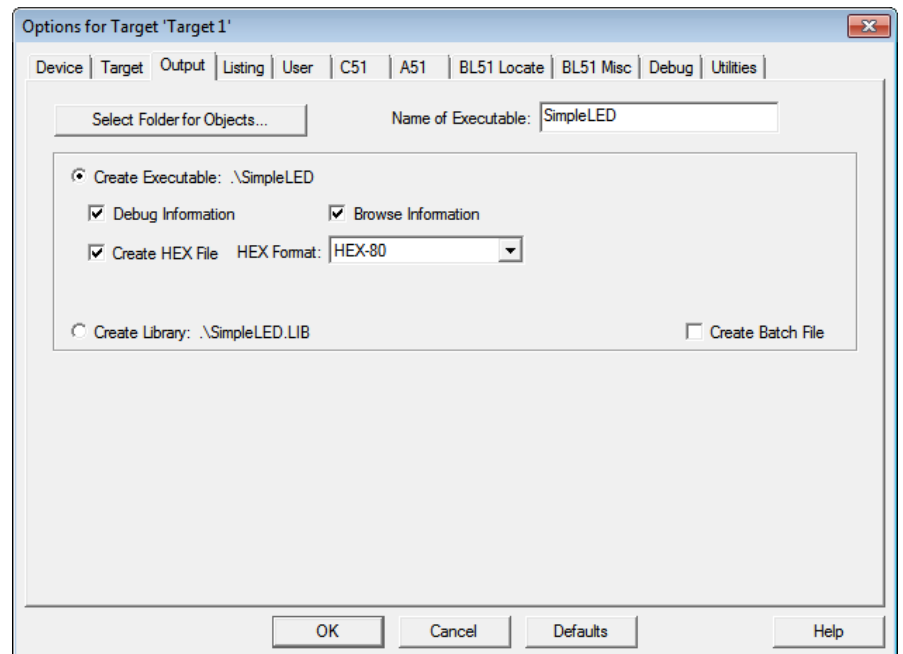 Options for Target 'Target 1'
Device Target Output Listing User C51 A51 BL51 Locate BL51 Misc Debug Utilities
Select Folder for Objects... Name of Executable: SimpleLED
Create Executable: .\SimpleLED
Debug Information Browse Information
Create HEX File HEX Format: HEX-80
Create Library: .\SimpleLED.LIB Create Batch File
OK Cancel Defaults Help